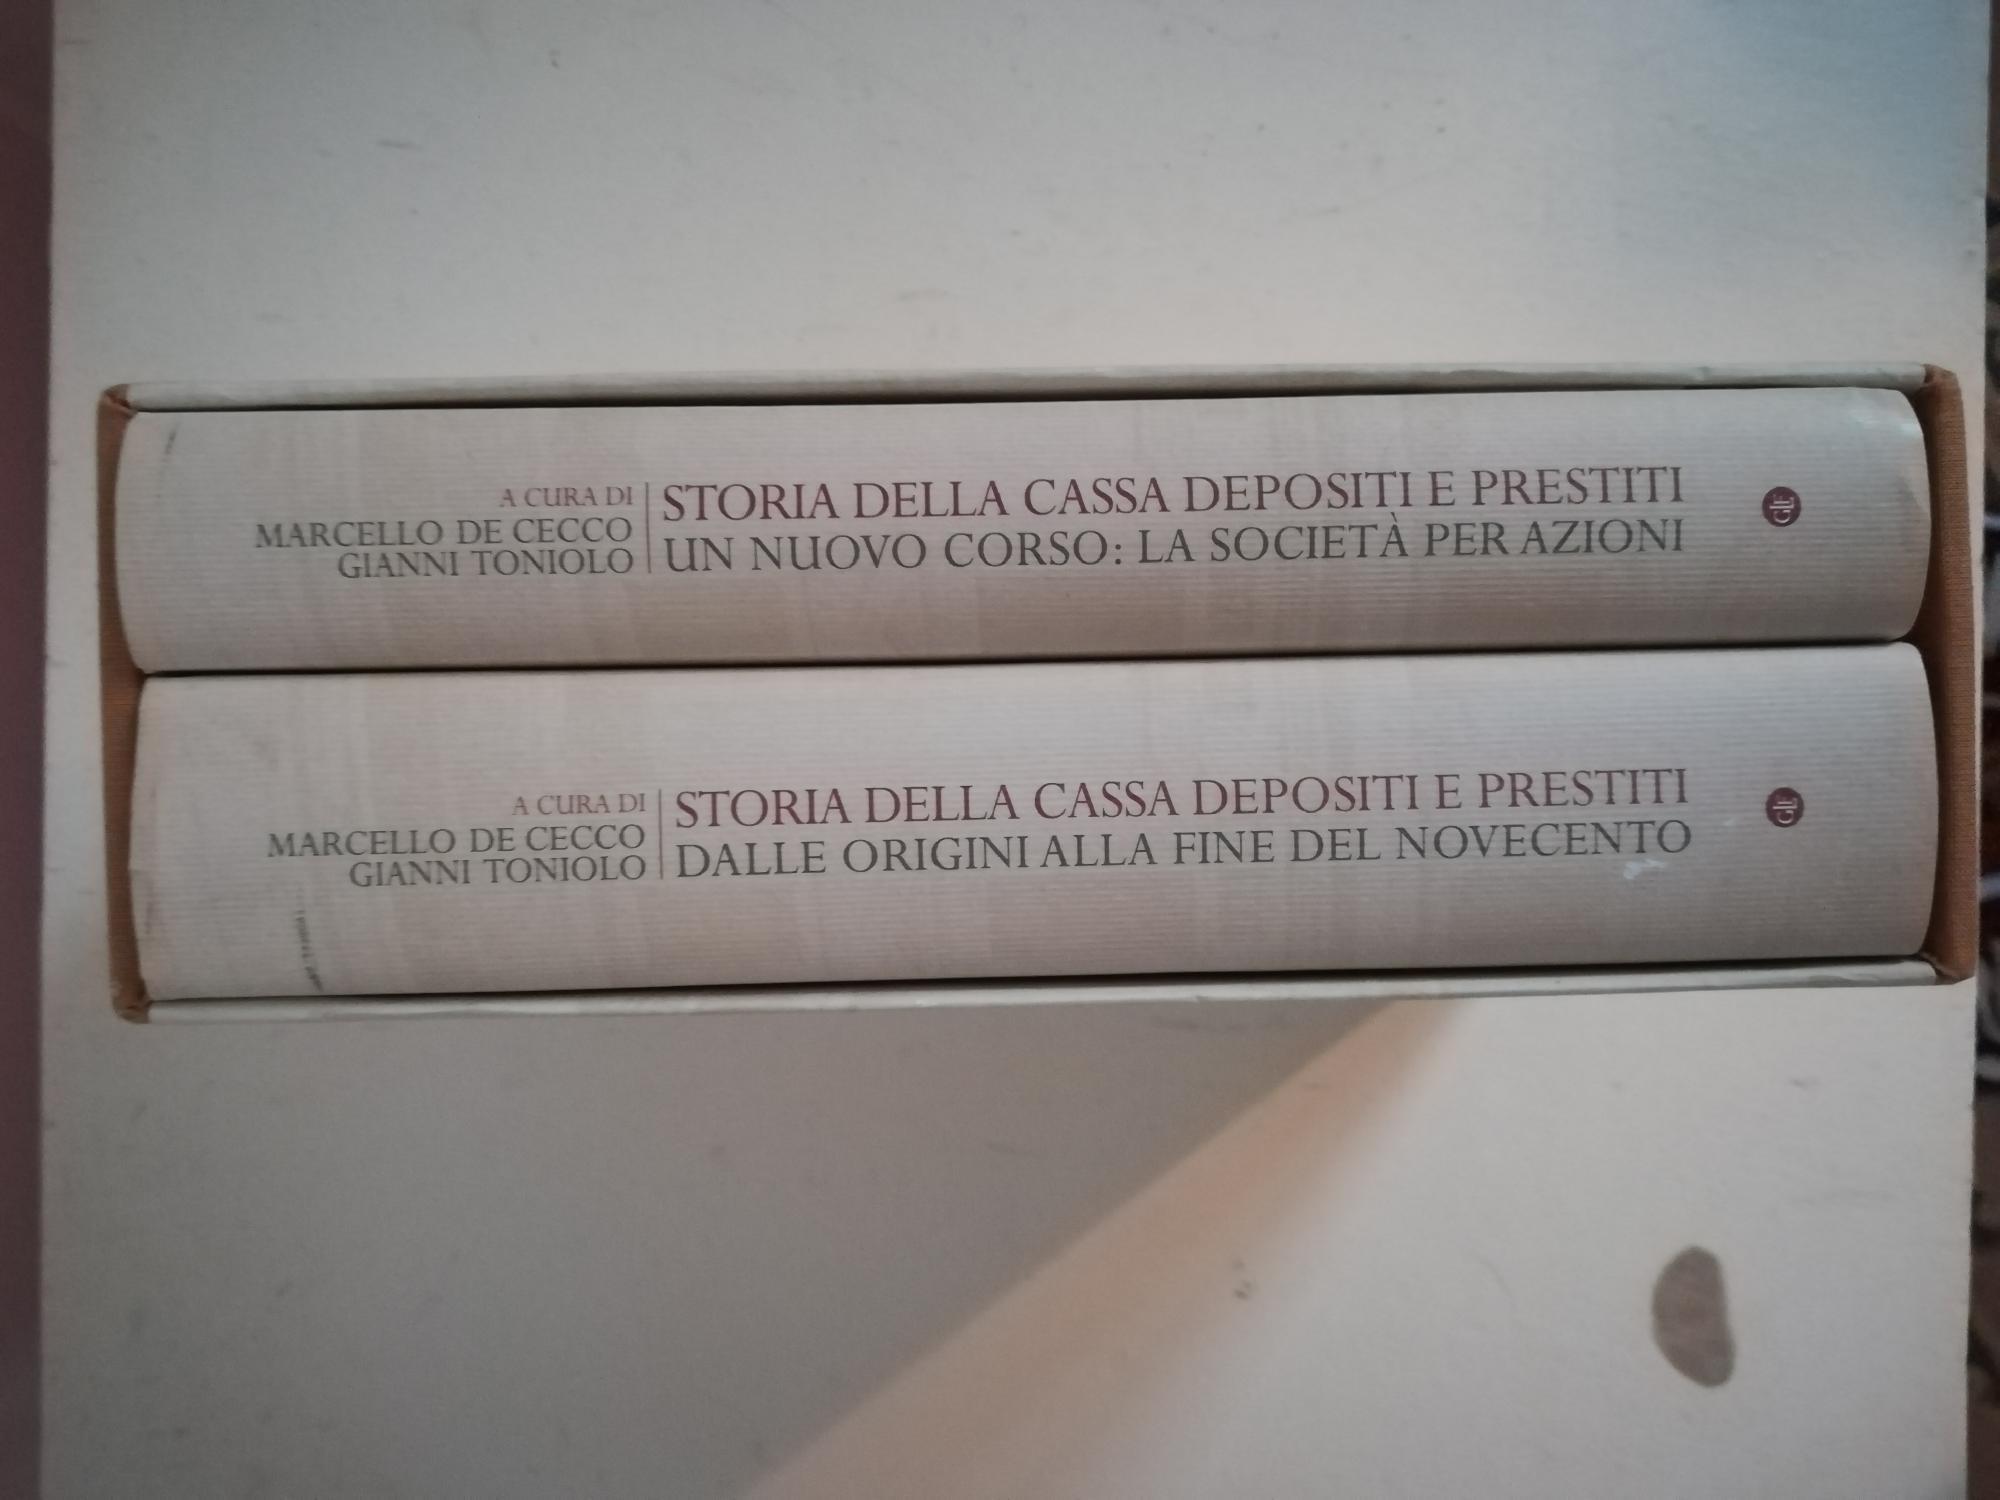 A CURA DI
MARCELLO DE CECCO
GIANNI TONIOLO
STORIA DELLA CASSA DEPOSITI E PRESTITI
UN NUOVO CORSO: LA SOCIETÀ PER AZIONI
A CURA DI
MARCELLO DE CECCO
GIANNI TONIOLO
STORIA DELLA CASSA DEPOSITI E PRESTITI
DALLE ORIGINI ALLA FINE DEL NOVECENTO